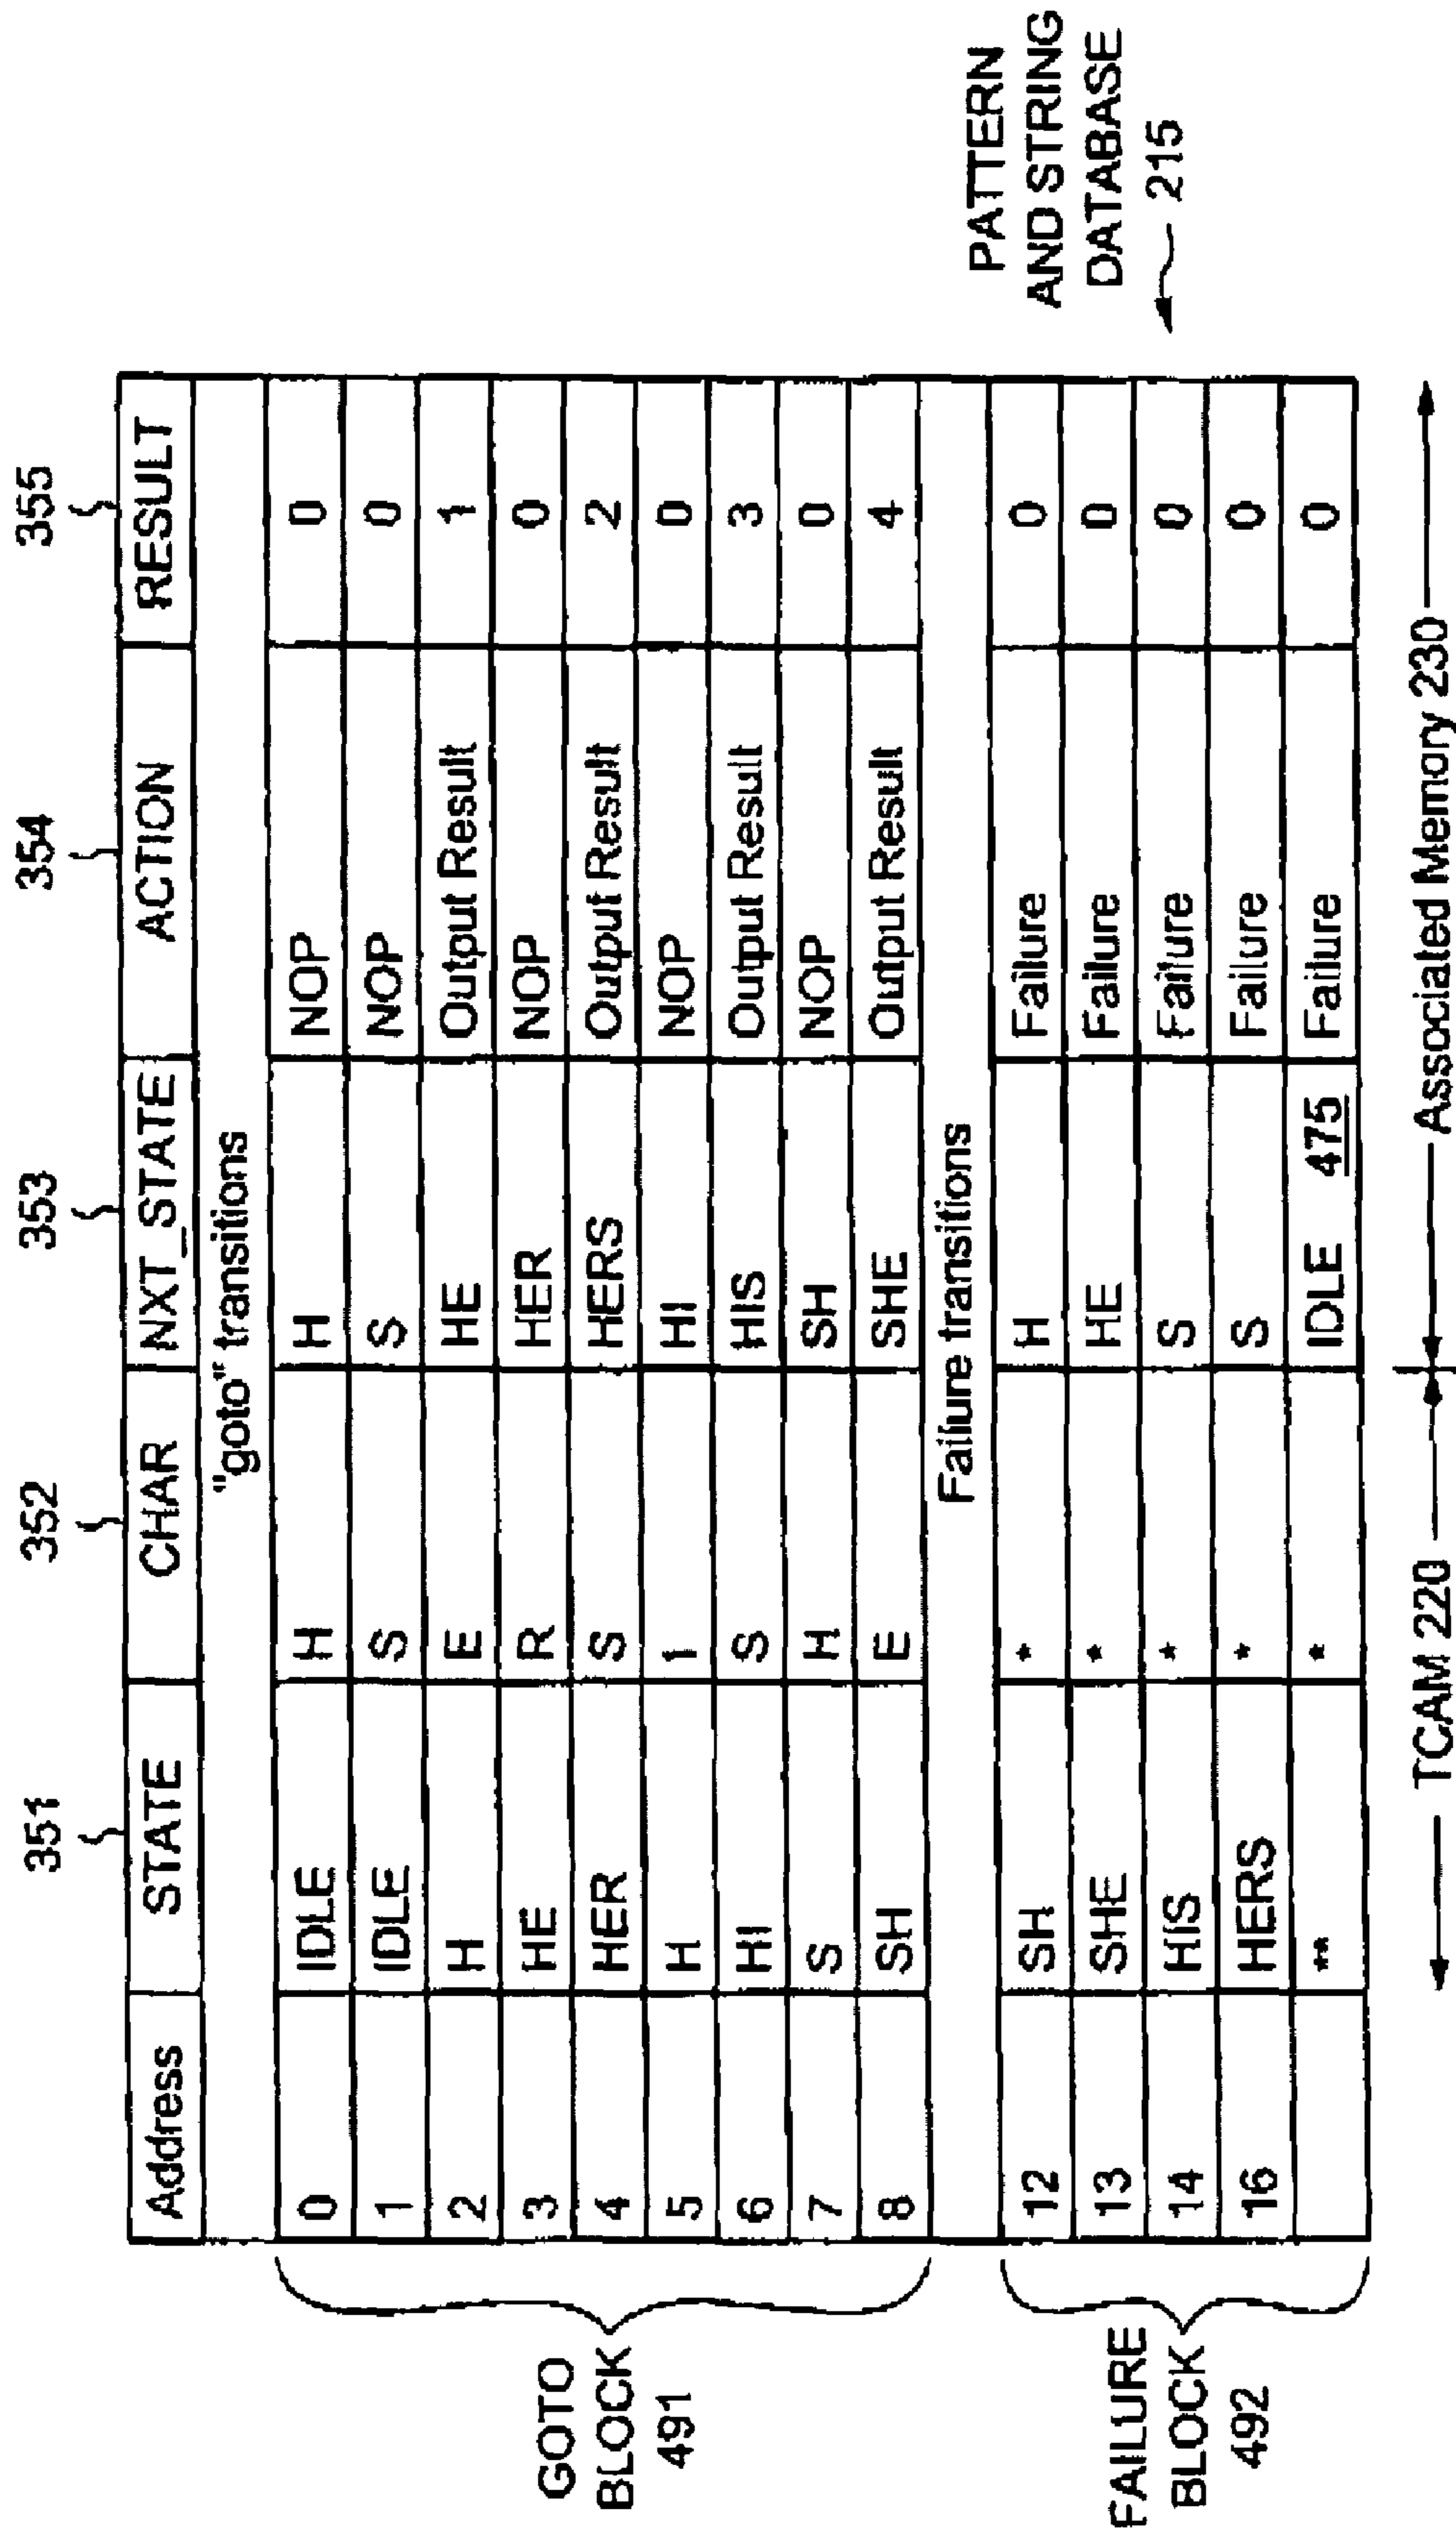 351
352
353
354
355
Address STATE CHAR NXT_STATE ACTION RESULT
"goto" transitions
0 IDLE H H NOP 0
1 IDLE S S NOP 0
2 H E HE Output Result 1
3 HE R HER NOP 0
4 HER S HERS Output Result 2
5 H I HI NOP 0
6 HI S HIS Output Result 3
7 S H SH NOP 0
8 SH E SHE Output Result 4
Failure transitions
12 SH * H Failure 0
13 SHE * HE Failure 0
14 HIS * S Failure 0
16 HERS * S Failure 0
** * IDLE 475 Failure 0
GOTO
BLOCK
491
FAILURE
BLOCK
492
PATTERN
AND STRING
DATABASE
215
TCAM 220
Associated Memory 230